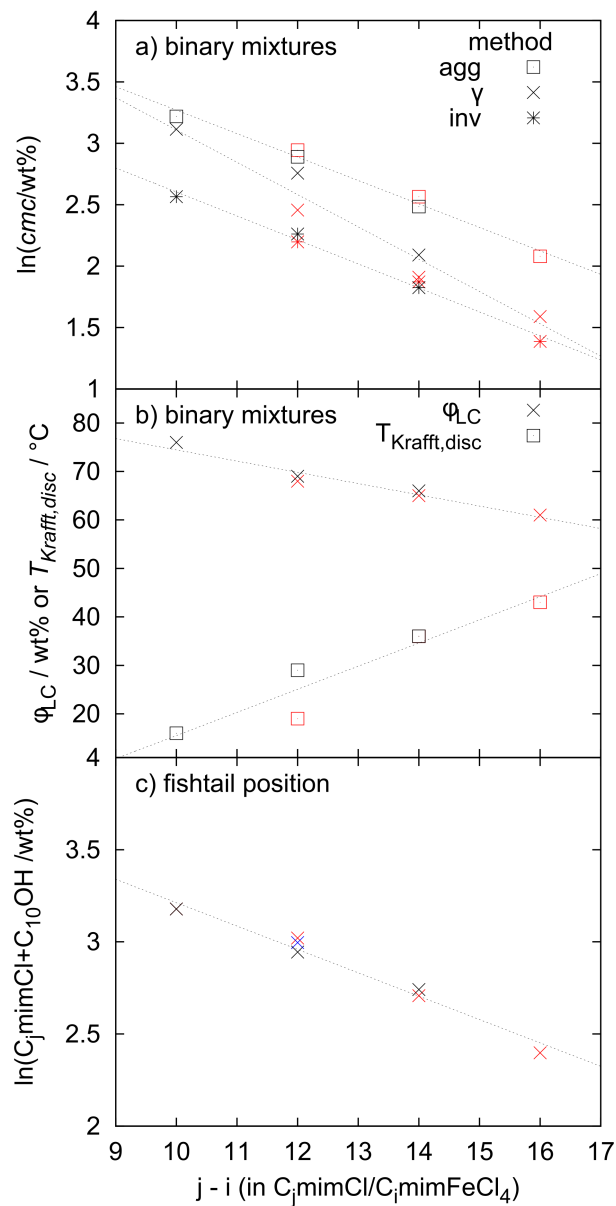 a) binary mixtures
method
agg
γ
inv
4
3.5
3
2.5
2
1.5
1
ln(cmc/wt%)
b) binary mixtures
φLC
TKrafft,disc
80
70
60
50
40
30
20
φLC / wt% or TKrafft,disc / °C
c) fishtail position
4
3.5
3
2.5
2
ln(CjmimCl+C10OH /wt%)
9 10 11 12 13 14 15 16 17
j - i (in CjmimCl/CimimFeCl4)